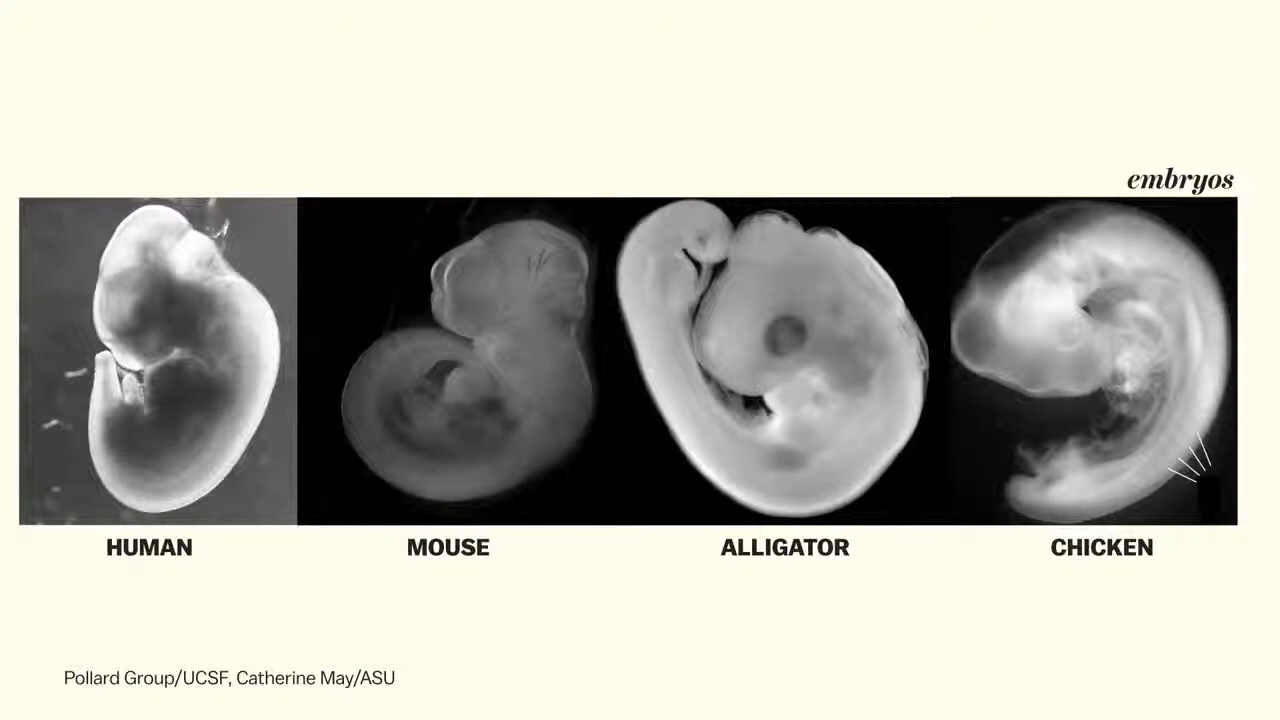 embryos
HUMAN
MOUSE
ALLIGATOR
CHICKEN
Pollard Group/UCSF, Catherine May/ASU